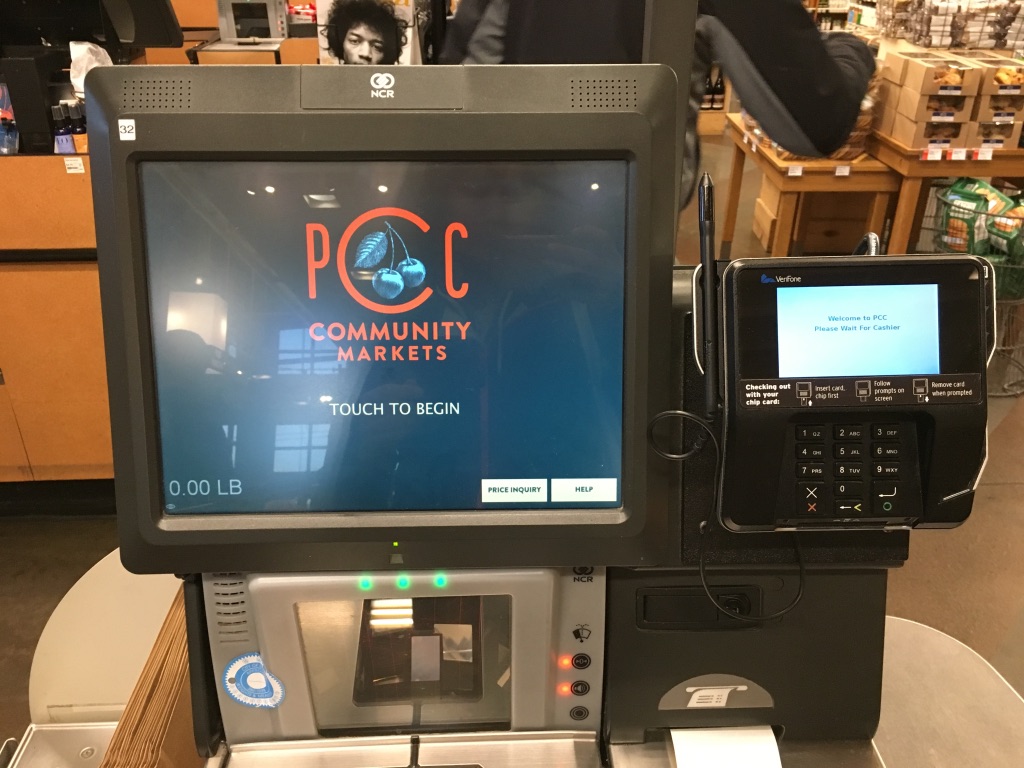 NCR
32
PCC
COMMUNITY
MARKETS
TOUCH TO BEGIN
0.00 LB
PRICE INQUIRY
HELP
VeriFone
Welcome to PCC
Please Wait For Cashier
Checking out
with your
chip card:
Insert card,
chip first
Follow
prompts on
screen
Remove card
when prompted
1 QZ 2 ABC 3 DEF
4 GHI 5 JKL 6 MNO
7 PRS 8 TUV 9 WXY
0
NCR